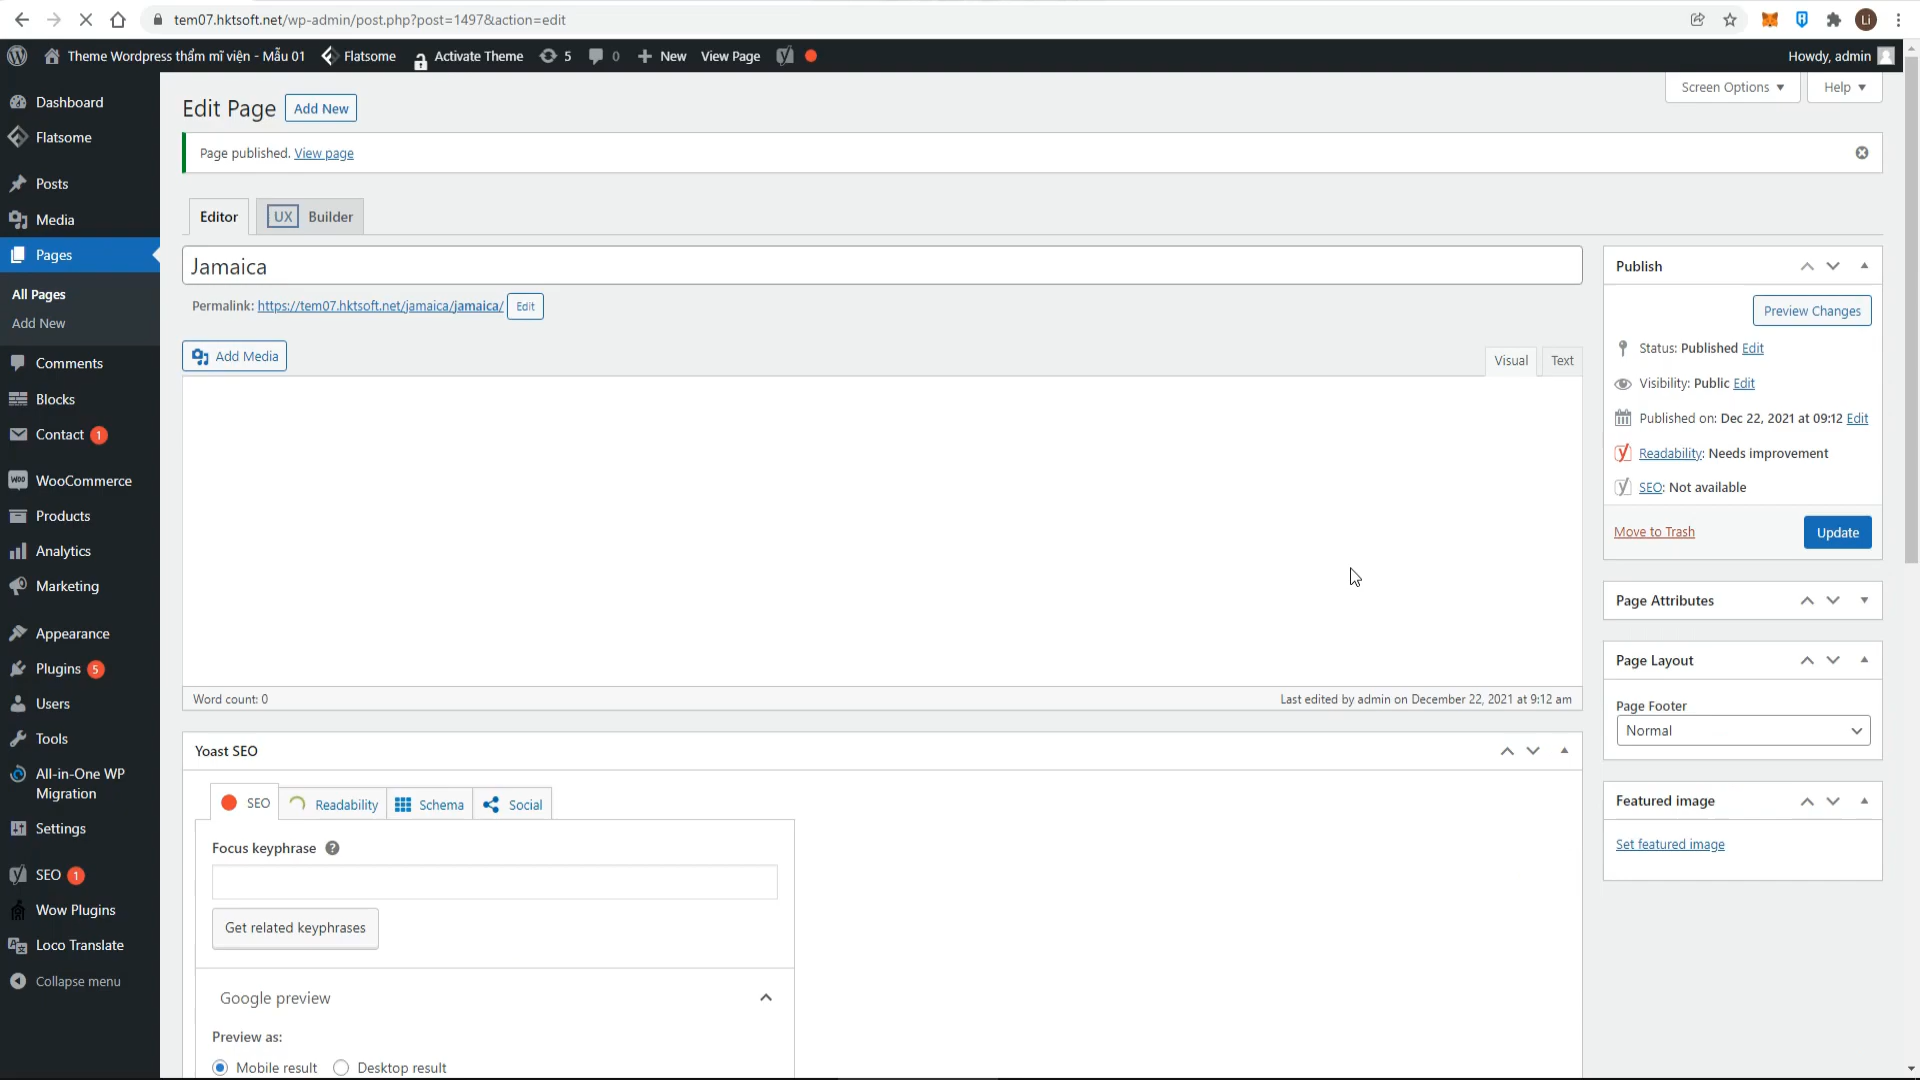 tem07.hktsoft.net/wp-admin/post.php?post=1497&action=edit
Li
Theme Wordpress thẩm mĩ viện - Mẫu 01
Flatsome
Activate Theme
5
0
New
View Page
Howdy, admin
Dashboard
Flatsome
Posts
Media
Pages
All Pages
Add New
Comments
Blocks
Contact 1
WooCommerce
Products
Analytics
Marketing
Appearance
Plugins 5
Users
Tools
All-in-One WP
Migration
Settings
SEO 1
Wow Plugins
Loco Translate
Collapse menu
Screen Options
Help
Edit Page
Add New
Page published. View page
Editor
UX Builder
Jamaica
Permalink: https://tem07.hktsoft.net/jamaica/jamaica/ Edit
Add Media
Visual
Text
Word count: 0
Last edited by admin on December 22, 2021 at 9:12 am
Yoast SEO
SEO
Readability
Schema
Social
Focus keyphrase ?
Get related keyphrases
Google preview
Preview as:
Mobile result
Desktop result
Publish
Preview Changes
Status: Published Edit
Visibility: Public Edit
Published on: Dec 22, 2021 at 09:12 Edit
Readability: Needs improvement
SEO: Not available
Move to Trash
Update
Page Attributes
Page Layout
Page Footer
Normal
Featured image
Set featured image